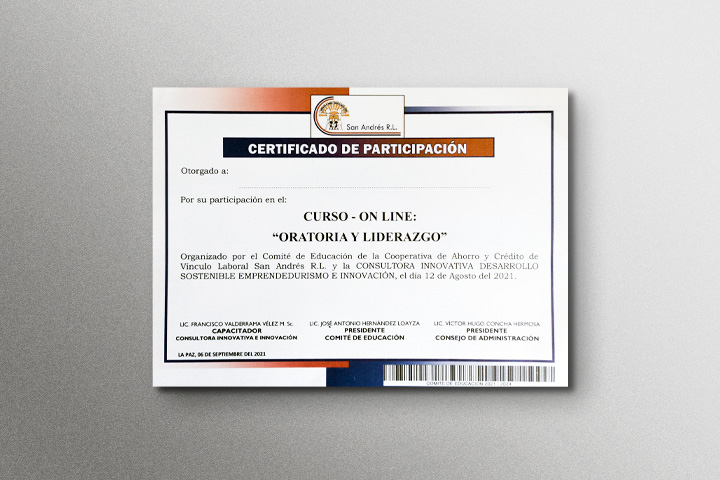 San Andrés R.L.
CERTIFICADO DE PARTICIPACIÓN
Otorgado a:
Por su participación en el:
CURSO - ON LINE:
“ORATORIA Y LIDERAZGO”
Organizado por el Comité de Educación de la Cooperativa de Ahorro y Crédito de
Vínculo Laboral San Andrés R.L. y la CONSULTORA INNOVATIVA DESARROLLO
SOSTENIBLE EMPRENDEDURISMO E INNOVACIÓN, el día 12 de Agosto del 2021.
LIC. FRANCISCO VALDERRAMA VÉLEZ M Sc.
CAPACITADOR
CONSULTORA INNOVATIVA E INNOVACIÓN
LIC. JOSÉ ANTONIO HERNÁNDEZ LOAYZA
PRESIDENTE
COMITÉ DE EDUCACIÓN
LIC. VÍCTOR HUGO CONCHA HERMOSA
PRESIDENTE
CONSEJO DE ADMINISTRACIÓN
LA PAZ, 06 DE SEPTIEMBRE DEL 2021
COMITÉ DE EDUCACIÓN 2021 - 2024